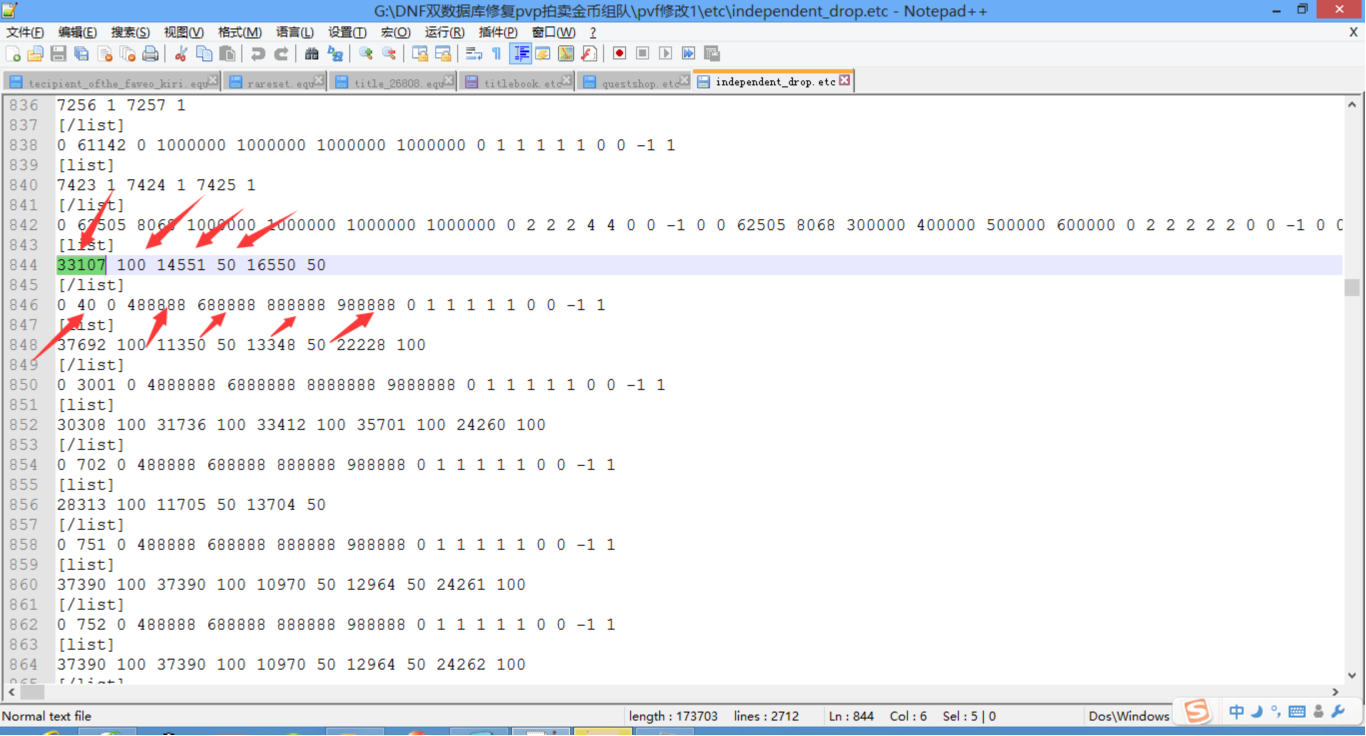 G:\DNF双数据库修复pvp拍卖金币组队\pvf修改1\etc\independent_drop.etc - Notepad++
文件(F) 编辑(E) 搜索(S) 视图(V) 格式(M) 语言(L) 设置(T) 宏(O) 运行(R) 插件(P) 窗口(W) ? X
tecipient_ofthe_faveo_kiri.equ rareset.equ title_26808.equ titlebook.etc questshop.etc independent_drop.etc
836 7256 1 7257 1
837 [/list]
838 0 61142 0 1000000 1000000 1000000 1000000 0 1 1 1 1 1 0 0 -1 1
839 [list]
840 7423 1 7424 1 7425 1
841 [/list]
842 0 62505 8068 1000000 1000000 1000000 1000000 0 2 2 2 4 4 0 0 -1 0 0 62505 8068 300000 400000 500000 600000 0 2 2 2 2 2 0 0 -1 0 0
843 [list]
844 33107 100 14551 50 16550 50
845 [/list]
846 0 40 0 488888 688888 888888 988888 0 1 1 1 1 1 0 0 -1 1
847 [list]
848 37692 100 11350 50 13348 50 22228 100
849 [/list]
850 0 3001 0 4888888 6888888 8888888 9888888 0 1 1 1 1 1 0 0 -1 1
851 [list]
852 30308 100 31736 100 33412 100 35701 100 24260 100
853 [/list]
854 0 702 0 488888 688888 888888 988888 0 1 1 1 1 1 0 0 -1 1
855 [list]
856 28313 100 11705 50 13704 50
857 [/list]
858 0 751 0 488888 688888 888888 988888 0 1 1 1 1 1 0 0 -1 1
859 [list]
860 37390 100 37390 100 10970 50 12964 50 24261 100
861 [/list]
862 0 752 0 488888 688888 888888 988888 0 1 1 1 1 1 0 0 -1 1
863 [list]
864 37390 100 37390 100 10970 50 12964 50 24262 100
865 [/list]
Normal text file length : 173703 lines : 2712 Ln : 844 Col : 6 Sel : 5 | 0 Dos\Windows 中